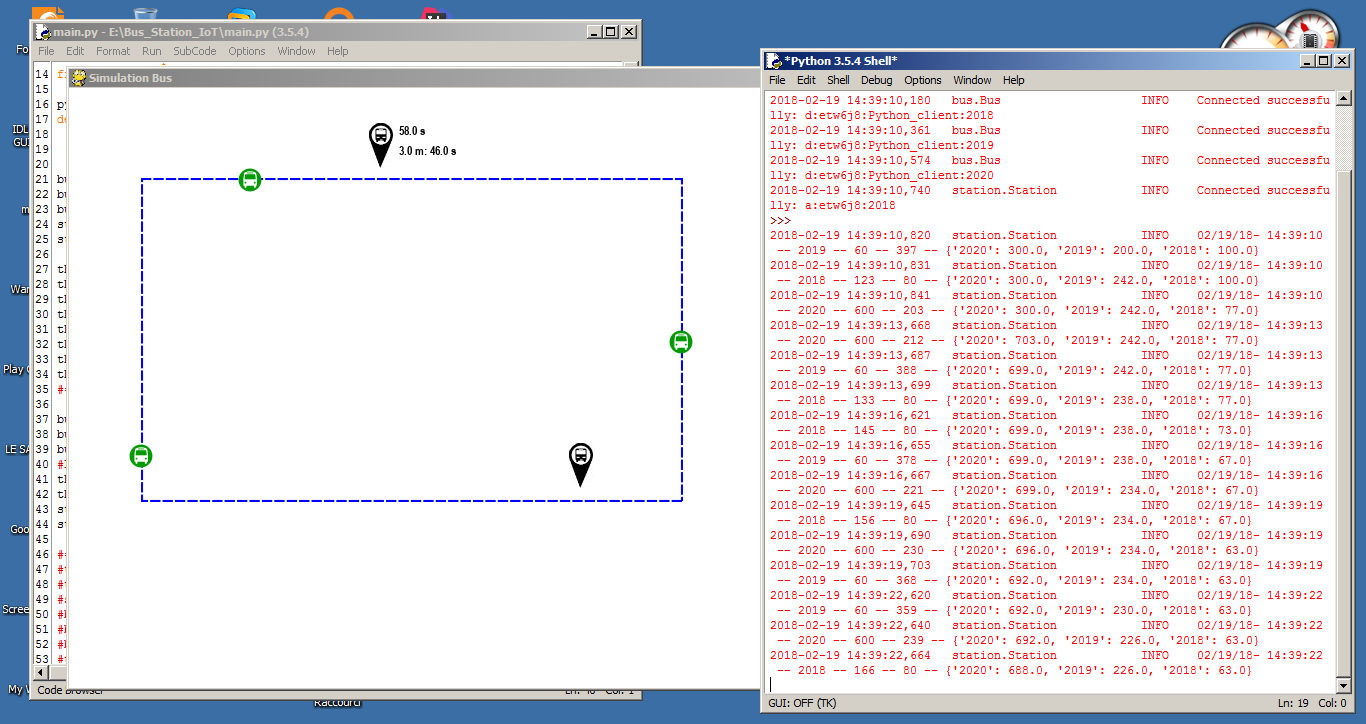 main.py - E:\Bus_Station_IoT\main.py (3.5.4)
File Edit Format Run SubCode Options Window Help
14
15
16 py
17 de
18
19
20
21 bu
22 bu
23 bu
24 st
25 st
26
27
28
29
30
31
32
33
34
35 #
36
37 bu
38 bu
39 bu
40
41
42
43 st
44 st
45
46 #
47
48
49
50
51
52
53
Code Browser
Simulation Bus
58.0 s
3.0 m: 46.0 s
IDL
GUI
Play
LE SA
Goo
Scree
My
Raccourci
*Python 3.5.4 Shell*
File Edit Shell Debug Options Window Help
2018-02-19 14:39:10,180 bus.Bus INFO Connected successfu
lly: d:etw6j8:Python_client:2018
2018-02-19 14:39:10,361 bus.Bus INFO Connected successfu
lly: d:etw6j8:Python_client:2019
2018-02-19 14:39:10,574 bus.Bus INFO Connected successfu
lly: d:etw6j8:Python_client:2020
2018-02-19 14:39:10,740 station.Station INFO Connected successfu
lly: a:etw6j8:2018
>>>
2018-02-19 14:39:10,820 station.Station INFO 02/19/18- 14:39:10
-- 2019 -- 60 -- 397 -- {'2020': 300.0, '2019': 200.0, '2018': 100.0}
2018-02-19 14:39:10,831 station.Station INFO 02/19/18- 14:39:10
-- 2018 -- 123 -- 80 -- {'2020': 300.0, '2019': 242.0, '2018': 100.0}
2018-02-19 14:39:10,841 station.Station INFO 02/19/18- 14:39:10
-- 2020 -- 600 -- 203 -- {'2020': 300.0, '2019': 242.0, '2018': 77.0}
2018-02-19 14:39:13,668 station.Station INFO 02/19/18- 14:39:13
-- 2020 -- 600 -- 212 -- {'2020': 703.0, '2019': 242.0, '2018': 77.0}
2018-02-19 14:39:13,687 station.Station INFO 02/19/18- 14:39:13
-- 2019 -- 60 -- 388 -- {'2020': 699.0, '2019': 242.0, '2018': 77.0}
2018-02-19 14:39:13,699 station.Station INFO 02/19/18- 14:39:13
-- 2018 -- 133 -- 80 -- {'2020': 699.0, '2019': 238.0, '2018': 77.0}
2018-02-19 14:39:16,621 station.Station INFO 02/19/18- 14:39:16
-- 2018 -- 145 -- 80 -- {'2020': 699.0, '2019': 238.0, '2018': 73.0}
2018-02-19 14:39:16,655 station.Station INFO 02/19/18- 14:39:16
-- 2019 -- 60 -- 378 -- {'2020': 699.0, '2019': 238.0, '2018': 67.0}
2018-02-19 14:39:16,667 station.Station INFO 02/19/18- 14:39:16
-- 2020 -- 600 -- 221 -- {'2020': 699.0, '2019': 234.0, '2018': 67.0}
2018-02-19 14:39:19,645 station.Station INFO 02/19/18- 14:39:19
-- 2018 -- 156 -- 80 -- {'2020': 696.0, '2019': 234.0, '2018': 67.0}
2018-02-19 14:39:19,690 station.Station INFO 02/19/18- 14:39:19
-- 2020 -- 600 -- 230 -- {'2020': 696.0, '2019': 234.0, '2018': 63.0}
2018-02-19 14:39:19,703 station.Station INFO 02/19/18- 14:39:19
-- 2019 -- 60 -- 368 -- {'2020': 692.0, '2019': 234.0, '2018': 63.0}
2018-02-19 14:39:22,620 station.Station INFO 02/19/18- 14:39:22
-- 2019 -- 60 -- 359 -- {'2020': 692.0, '2019': 230.0, '2018': 63.0}
2018-02-19 14:39:22,640 station.Station INFO 02/19/18- 14:39:22
-- 2020 -- 600 -- 239 -- {'2020': 692.0, '2019': 226.0, '2018': 63.0}
2018-02-19 14:39:22,664 station.Station INFO 02/19/18- 14:39:22
-- 2018 -- 166 -- 80 -- {'2020': 688.0, '2019': 226.0, '2018': 63.0}
GUI: OFF (TK) Ln: 19 Col: 0